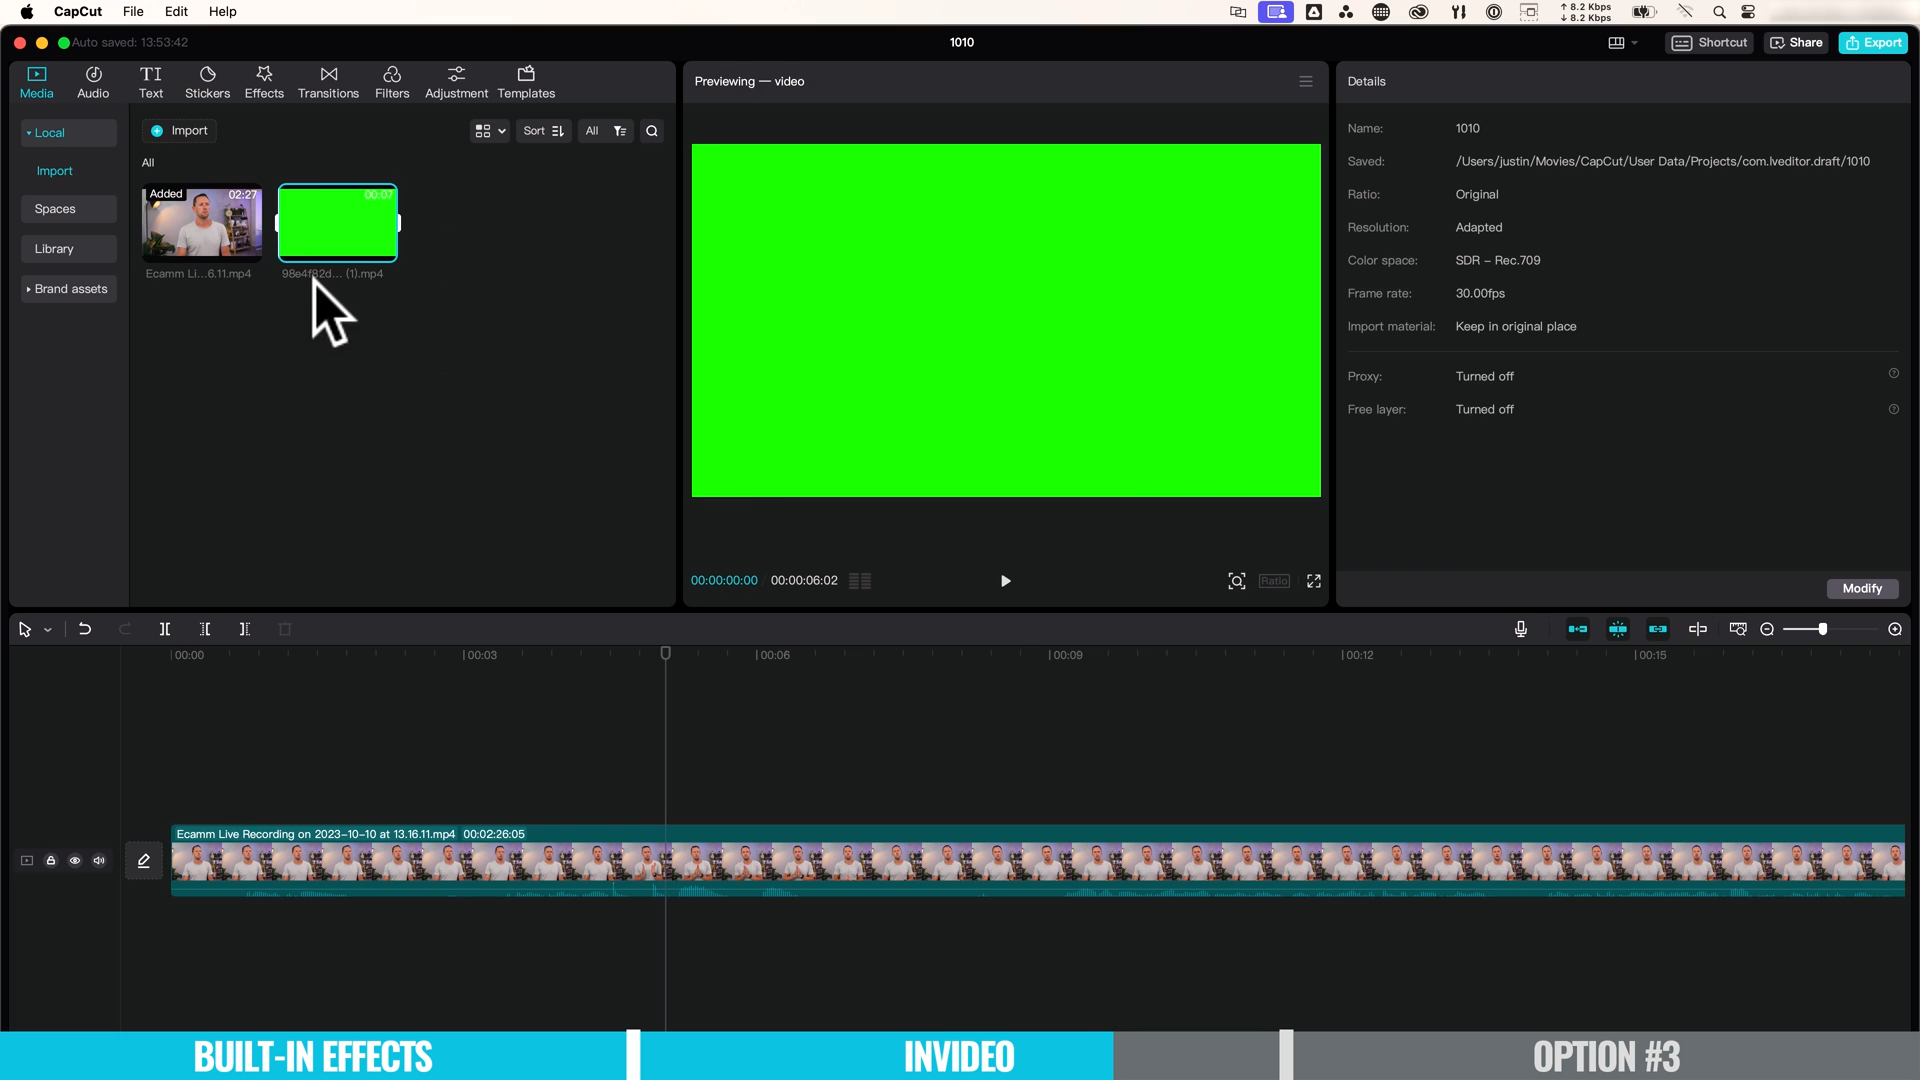 CapCut File Edit Help
↑ 8.2 Kbps
↓ 8.2 Kbps
Auto saved: 13:53:42
1010
Shortcut Share Export
Media Audio Text Stickers Effects Transitions Filters Adjustment Templates
Local
Import
Spaces
Library
Brand assets
Import
Sort
All
All
Added 02:27
00:07
Ecamm Li...6.11.mp4
98e4f82d... (1).mp4
Previewing — video
00:00:00:00 / 00:00:06:02
Ratio
Details
Name: 1010
Saved: /Users/justin/Movies/CapCut/User Data/Projects/com.lveditor.draft/1010
Ratio: Original
Resolution: Adapted
Color space: SDR – Rec.709
Frame rate: 30.00fps
Import material: Keep in original place
Proxy: Turned off
Free layer: Turned off
Modify
00:00 00:03 00:06 00:09 00:12 00:15
Ecamm Live Recording on 2023-10-10 at 13.16.11.mp4 00:02:26:05
BUILT-IN EFFECTS
INVIDEO
OPTION #3